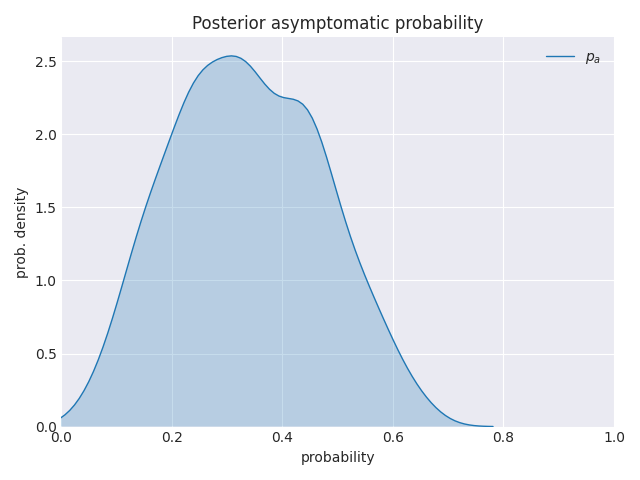 Posterior asymptomatic probability
pₐ
prob. density
2.5
2.0
1.5
1.0
0.5
0.0
0.0 0.2 0.4 0.6 0.8 1.0
probability